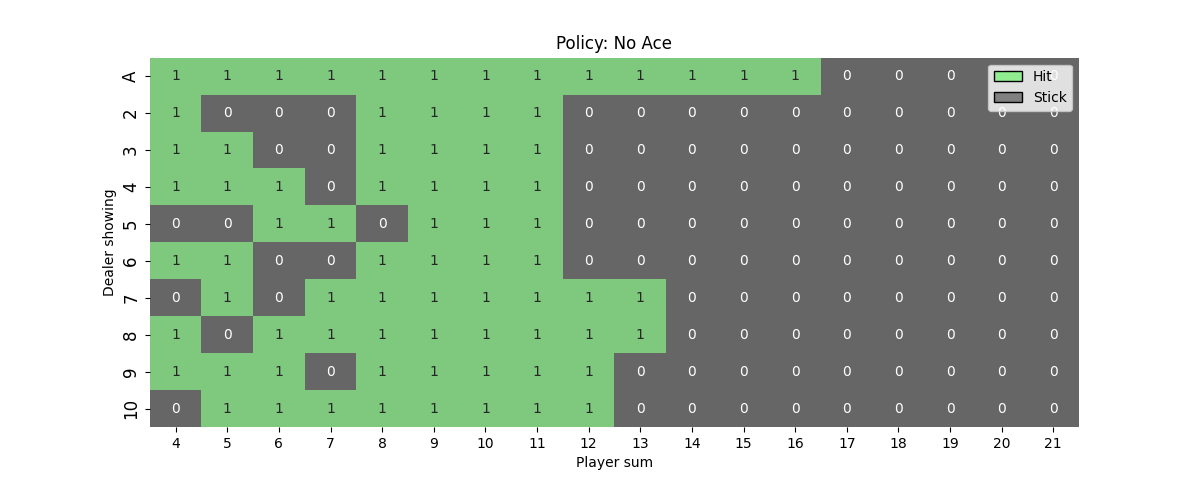 Policy: No Ace
A 1 1 1 1 1 1 1 1 1 1 1 1 1 0 0 0 0
Hit
2 1 0 0 0 1 1 1 1 0 0 0 0 0 0 0 0 0 0
Stick
3 1 1 0 0 1 1 1 1 0 0 0 0 0 0 0 0 0 0
4 1 1 1 0 1 1 1 1 0 0 0 0 0 0 0 0 0 0
5 0 0 1 1 0 1 1 1 0 0 0 0 0 0 0 0 0 0
6 1 1 0 0 1 1 1 1 0 0 0 0 0 0 0 0 0 0
7 0 1 0 1 1 1 1 1 1 1 0 0 0 0 0 0 0 0
8 1 0 1 1 1 1 1 1 1 1 0 0 0 0 0 0 0 0
9 1 1 1 0 1 1 1 1 1 0 0 0 0 0 0 0 0 0
10 0 1 1 1 1 1 1 1 1 0 0 0 0 0 0 0 0 0
Dealer showing
4 5 6 7 8 9 10 11 12 13 14 15 16 17 18 19 20 21
Player sum